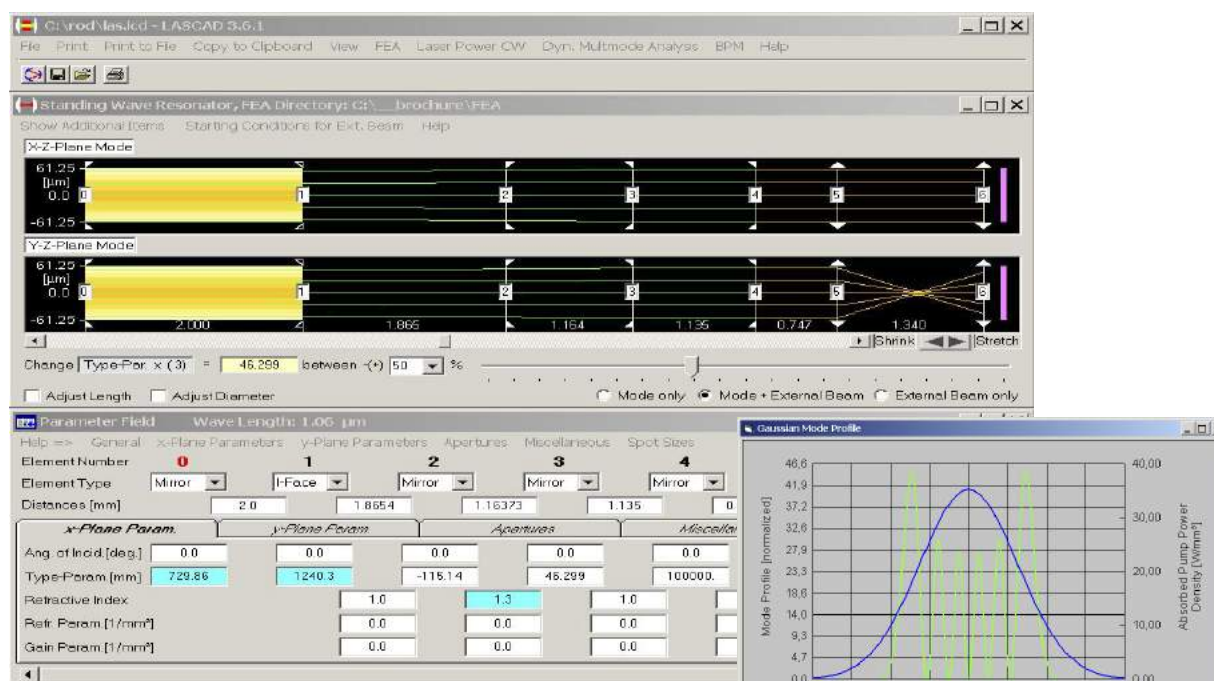 C:\rod\las.lcd - LASCAD 3.6.1
File Print Print to File Copy to Clipboard View FEA Laser Power CW Dyn. Multmode Analysis BPM Help
Standing Wave Resonator, FEA Directory: C:\__brochure\FEA
Show Additional Items Starting Conditions for Ext. Beam Help
X-Z-Plane Mode
61.25
[µm]
0.0
-61.25
0 1 2 3 4 5 6
Y-Z-Plane Mode
61.25
[µm]
0.0
-61.25
0 1 2 3 4 5 6
2.000 1.865 1.164 1.135 0.747 1.340
Shrink Stretch
Change Type-Par. x (3) = 46.299 between -(+) 50 %
Adjust Length Adjust Diameter Mode only Mode + External Beam External Beam only
Parameter Field Wave Length: 1.06 µm
Help => General x-Plane Parameters y-Plane Parameters Apertures Miscellaneous Spot Sizes
Element Number 0 1 2 3 4
Element Type Mirror I-Face Mirror Mirror Mirror
Distances [mm] 2.0 1.8654 1.16373 1.135 0
x-Plane Param. y-Plane Param. Apertures Miscellan
Ang. of Incid.[deg.] 0.0 0.0 0.0 0.0 0.0
Type-Param [mm] 729.86 1240.3 -115.14 46.299 100000.
Refractive Index 1.0 1.3 1.0
Refr. Param.[1/mm²] 0.0 0.0 0.0
Gain Param [1/mm²] 0.0 0.0 0.0
Gaussian Mode Profile
46,6
41,9
37,2
32,6
27,9
23,3
18,6
14,0
9,3
4,7
0,0
Mode Profile [normalized]
40,00
30,00
20,00
10,00
0,00
Absorbed Pump Power
Density [W/mm³]